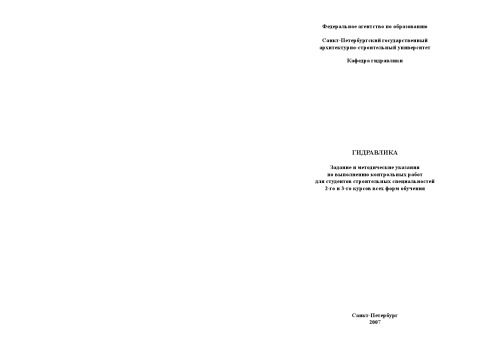 Федеральное агентство по образованию
Санкт-Петербургский государственный
архитектурно-строительный университет
Кафедра гидравлики
ГИДРАВЛИКА
Задание и методические указания
по выполнению контрольных работ
для студентов строительных специальностей
2-го и 3-го курсов всех форм обучения
Санкт-Петербург
2007